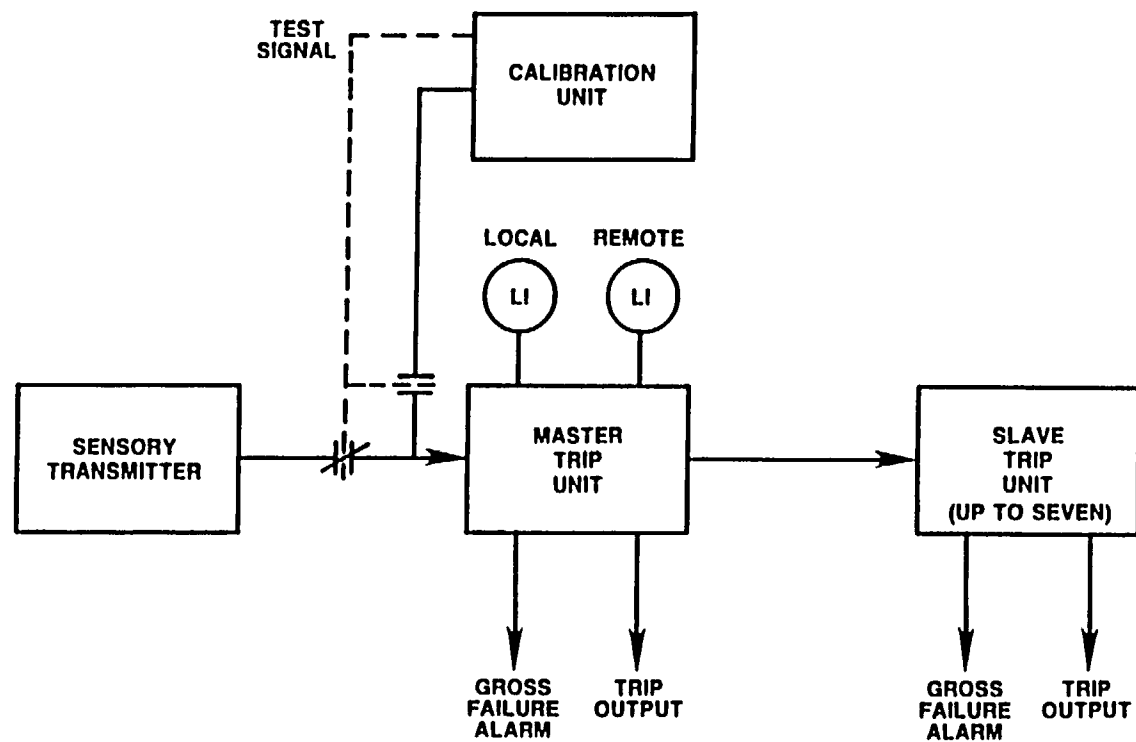 TEST
SIGNAL
CALIBRATION
UNIT
LOCAL
REMOTE
LI
LI
SENSORY
TRANSMITTER
MASTER
TRIP
UNIT
SLAVE
TRIP
UNIT
(UP TO SEVEN)
GROSS
FAILURE
ALARM
TRIP
OUTPUT
GROSS
FAILURE
ALARM
TRIP
OUTPUT